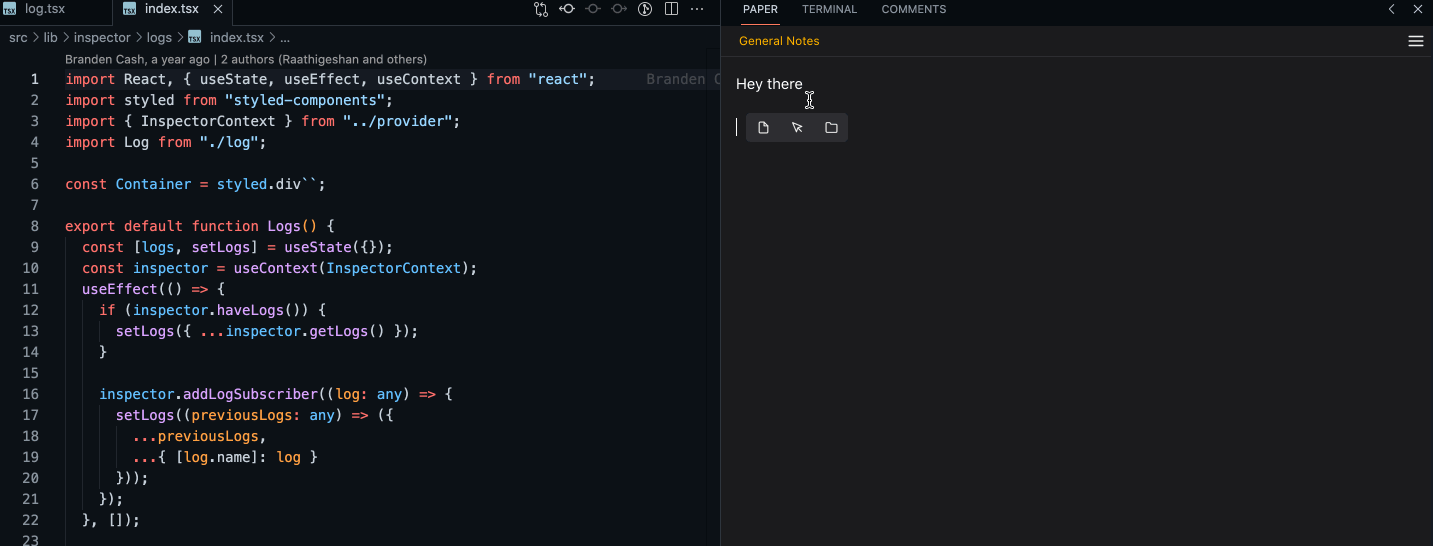 TSX log.tsx
TSX index.tsx
src > lib > inspector > logs > TSX index.tsx > ...
Branden Cash, a year ago | 2 authors (Raathigeshan and others)
1 import React, { useState, useEffect, useContext } from "react"; Branden C
2 import styled from "styled-components";
3 import { InspectorContext } from "../provider";
4 import Log from "./log";
5
6 const Container = styled.div``;
7
8 export default function Logs() {
9 const [logs, setLogs] = useState({});
10 const inspector = useContext(InspectorContext);
11 useEffect(() => {
12 if (inspector.haveLogs()) {
13 setLogs({ ...inspector.getLogs() });
14 }
15
16 inspector.addLogSubscriber((log: any) => {
17 setLogs((previousLogs: any) => ({
18 ...previousLogs,
19 ...{ [log.name]: log }
20 }));
21 });
22 }, []);
23
PAPER TERMINAL COMMENTS
General Notes
Hey there